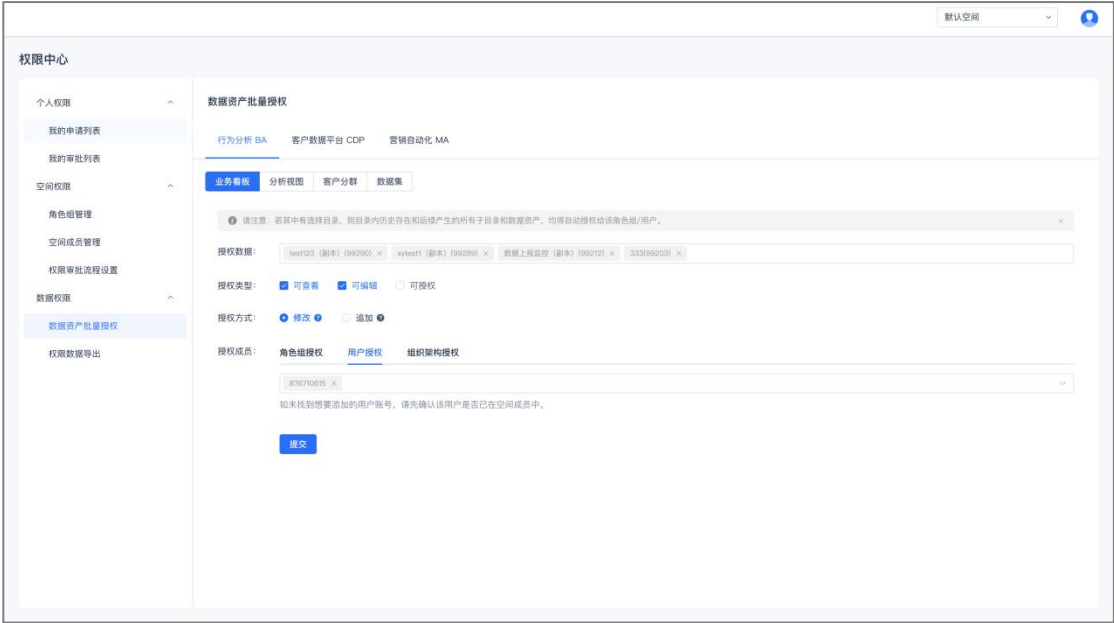 默认空间
权限中心
个人权限
我的申请列表
我的审批列表
空间权限
角色组管理
空间成员管理
权限审批流程设置
数据权限
数据资产批量授权
权限数据导出
数据资产批量授权
行为分析 BA 客户数据平台 CDP 营销自动化 MA
业务看板 分析视图 客户分群 数据集
请注意：若其中有选择目录，则目录内历史存在和后续产生的所有子目录和数据资产，均将自动授权给该角色组/用户。
授权数据： test123（副本）(99290) × xytest1（副本）(99289) × 数据上报监控（副本）(99212) × 333(99203) ×
授权类型： 可查看 可编辑 可授权
授权方式： 修改 追加
授权成员： 角色组授权 用户授权 组织架构授权
876710615 ×
如未找到想要添加的用户账号，请先确认该用户是否已在空间成员中。
提交